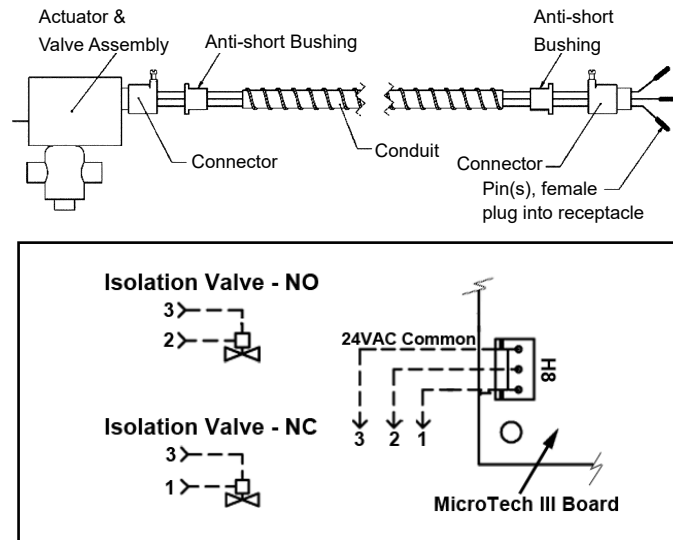 Actuator &
Valve Assembly
Anti-short Bushing
Anti-short
Bushing
Connector
Conduit
Connector
Pin(s), female
plug into receptacle
Isolation Valve - NO
3
2
24VAC Common
H8
3 2 1
Isolation Valve - NC
3
1
MicroTech III Board